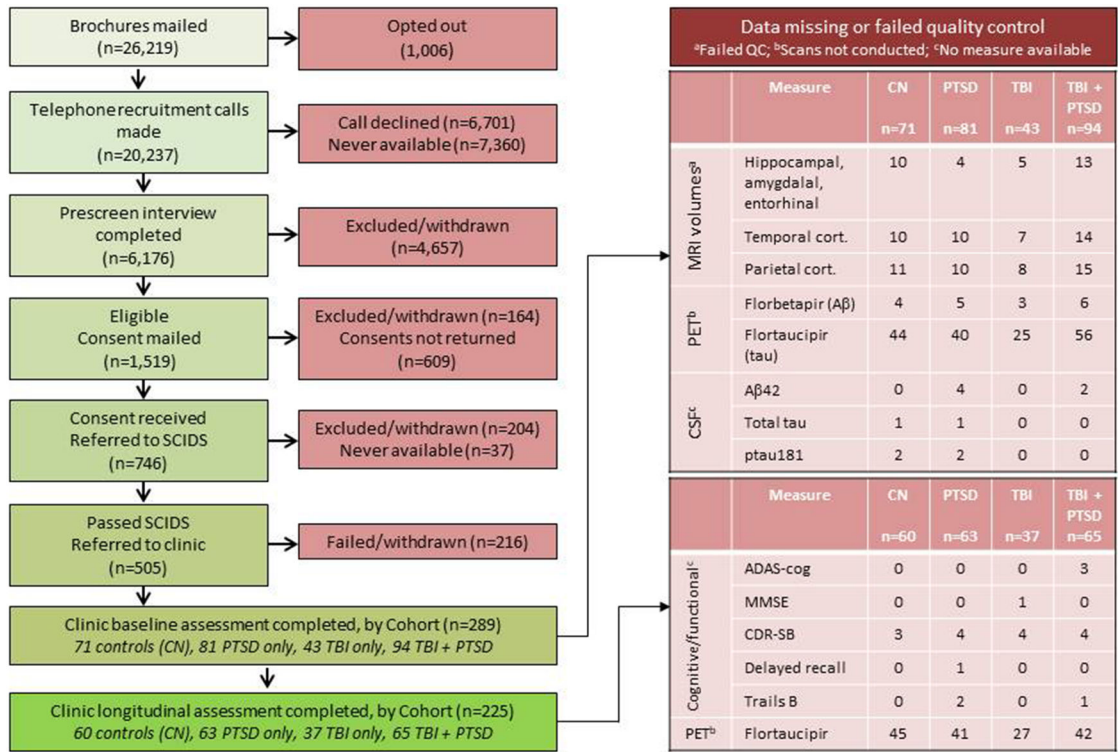 Brochures mailed
(n=26,219)
Opted out
(1,006)
Telephone recruitment calls
made
(n=20,237)
Call declined (n=6,701)
Never available (n=7,360)
Prescreen interview
completed
(n=6,176)
Excluded/withdrawn
(n=4,657)
Eligible
Consent mailed
(n=1,519)
Excluded/withdrawn (n=164)
Consents not returned
(n=609)
Consent received
Referred to SCIDS
(n=746)
Excluded/withdrawn (n=204)
Never available (n=37)
Passed SCIDS
Referred to clinic
(n=505)
Failed/withdrawn (n=216)
Clinic baseline assessment completed, by Cohort (n=289)
71 controls (CN), 81 PTSD only, 43 TBI only, 94 TBI + PTSD
Clinic longitudinal assessment completed, by Cohort (n=225)
60 controls (CN), 63 PTSD only, 37 TBI only, 65 TBI + PTSD
Data missing or failed quality control
ᵃFailed QC; ᵇScans not conducted; ᶜNo measure available
Measure CN PTSD TBI TBI +
PTSD
n=71 n=81 n=43 n=94
MRI volumesᵃ
Hippocampal, 10 4 5 13
amygdalal,
entorhinal
Temporal cort. 10 10 7 14
Parietal cort. 11 10 8 15
PETᵇ
Florbetapir (Aβ) 4 5 3 6
Flortaucipir 44 40 25 56
(tau)
CSFᶜ
Aβ42 0 4 0 2
Total tau 1 1 0 0
ptau181 2 2 0 0
Measure CN PTSD TBI TBI +
PTSD
n=60 n=63 n=37 n=65
Cognitive/functionalᶜ
ADAS-cog 0 0 0 3
MMSE 0 0 1 0
CDR-SB 3 4 4 4
Delayed recall 0 1 0 0
Trails B 0 2 0 1
PETᵇ Flortaucipir 45 41 27 42